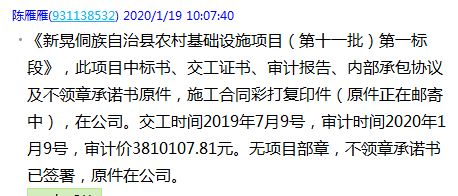 陈雁雁(931138532) 2020/1/19 10:07:40
《新晃侗族自治县农村基础设施项目（第十一批）第一标
段》，此项目中标书、交工证书、审计报告、内部承包协议
及不领章承诺书原件，施工合同彩打复印件（原件正在邮寄
中），在公司。交工时间2019年7月9号，审计时间2020年1
月9号，审计价3810107.81元。无项目部章，不领章承诺书
已签署，原件在公司。